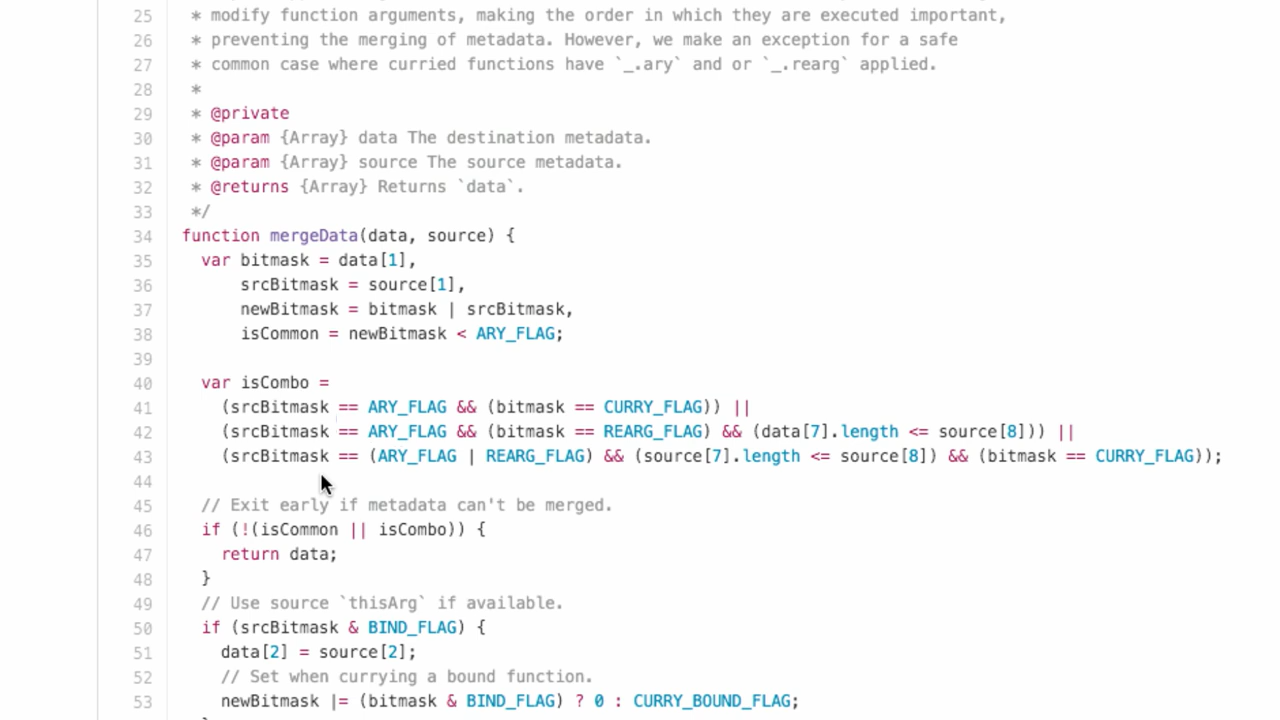 25 * modify function arguments, making the order in which they are executed important,
26 * preventing the merging of metadata. However, we make an exception for a safe
27 * common case where curried functions have `_.ary` and or `_.rearg` applied.
28 *
29 * @private
30 * @param {Array} data The destination metadata.
31 * @param {Array} source The source metadata.
32 * @returns {Array} Returns `data`.
33 */
34 function mergeData(data, source) {
35 var bitmask = data[1],
36 srcBitmask = source[1],
37 newBitmask = bitmask | srcBitmask,
38 isCommon = newBitmask < ARY_FLAG;
39
40 var isCombo =
41 (srcBitmask == ARY_FLAG && (bitmask == CURRY_FLAG)) ||
42 (srcBitmask == ARY_FLAG && (bitmask == REARG_FLAG) && (data[7].length <= source[8])) ||
43 (srcBitmask == (ARY_FLAG | REARG_FLAG) && (source[7].length <= source[8]) && (bitmask == CURRY_FLAG));
44
45 // Exit early if metadata can't be merged.
46 if (!(isCommon || isCombo)) {
47 return data;
48 }
49 // Use source `thisArg` if available.
50 if (srcBitmask & BIND_FLAG) {
51 data[2] = source[2];
52 // Set when currying a bound function.
53 newBitmask |= (bitmask & BIND_FLAG) ? 0 : CURRY_BOUND_FLAG;